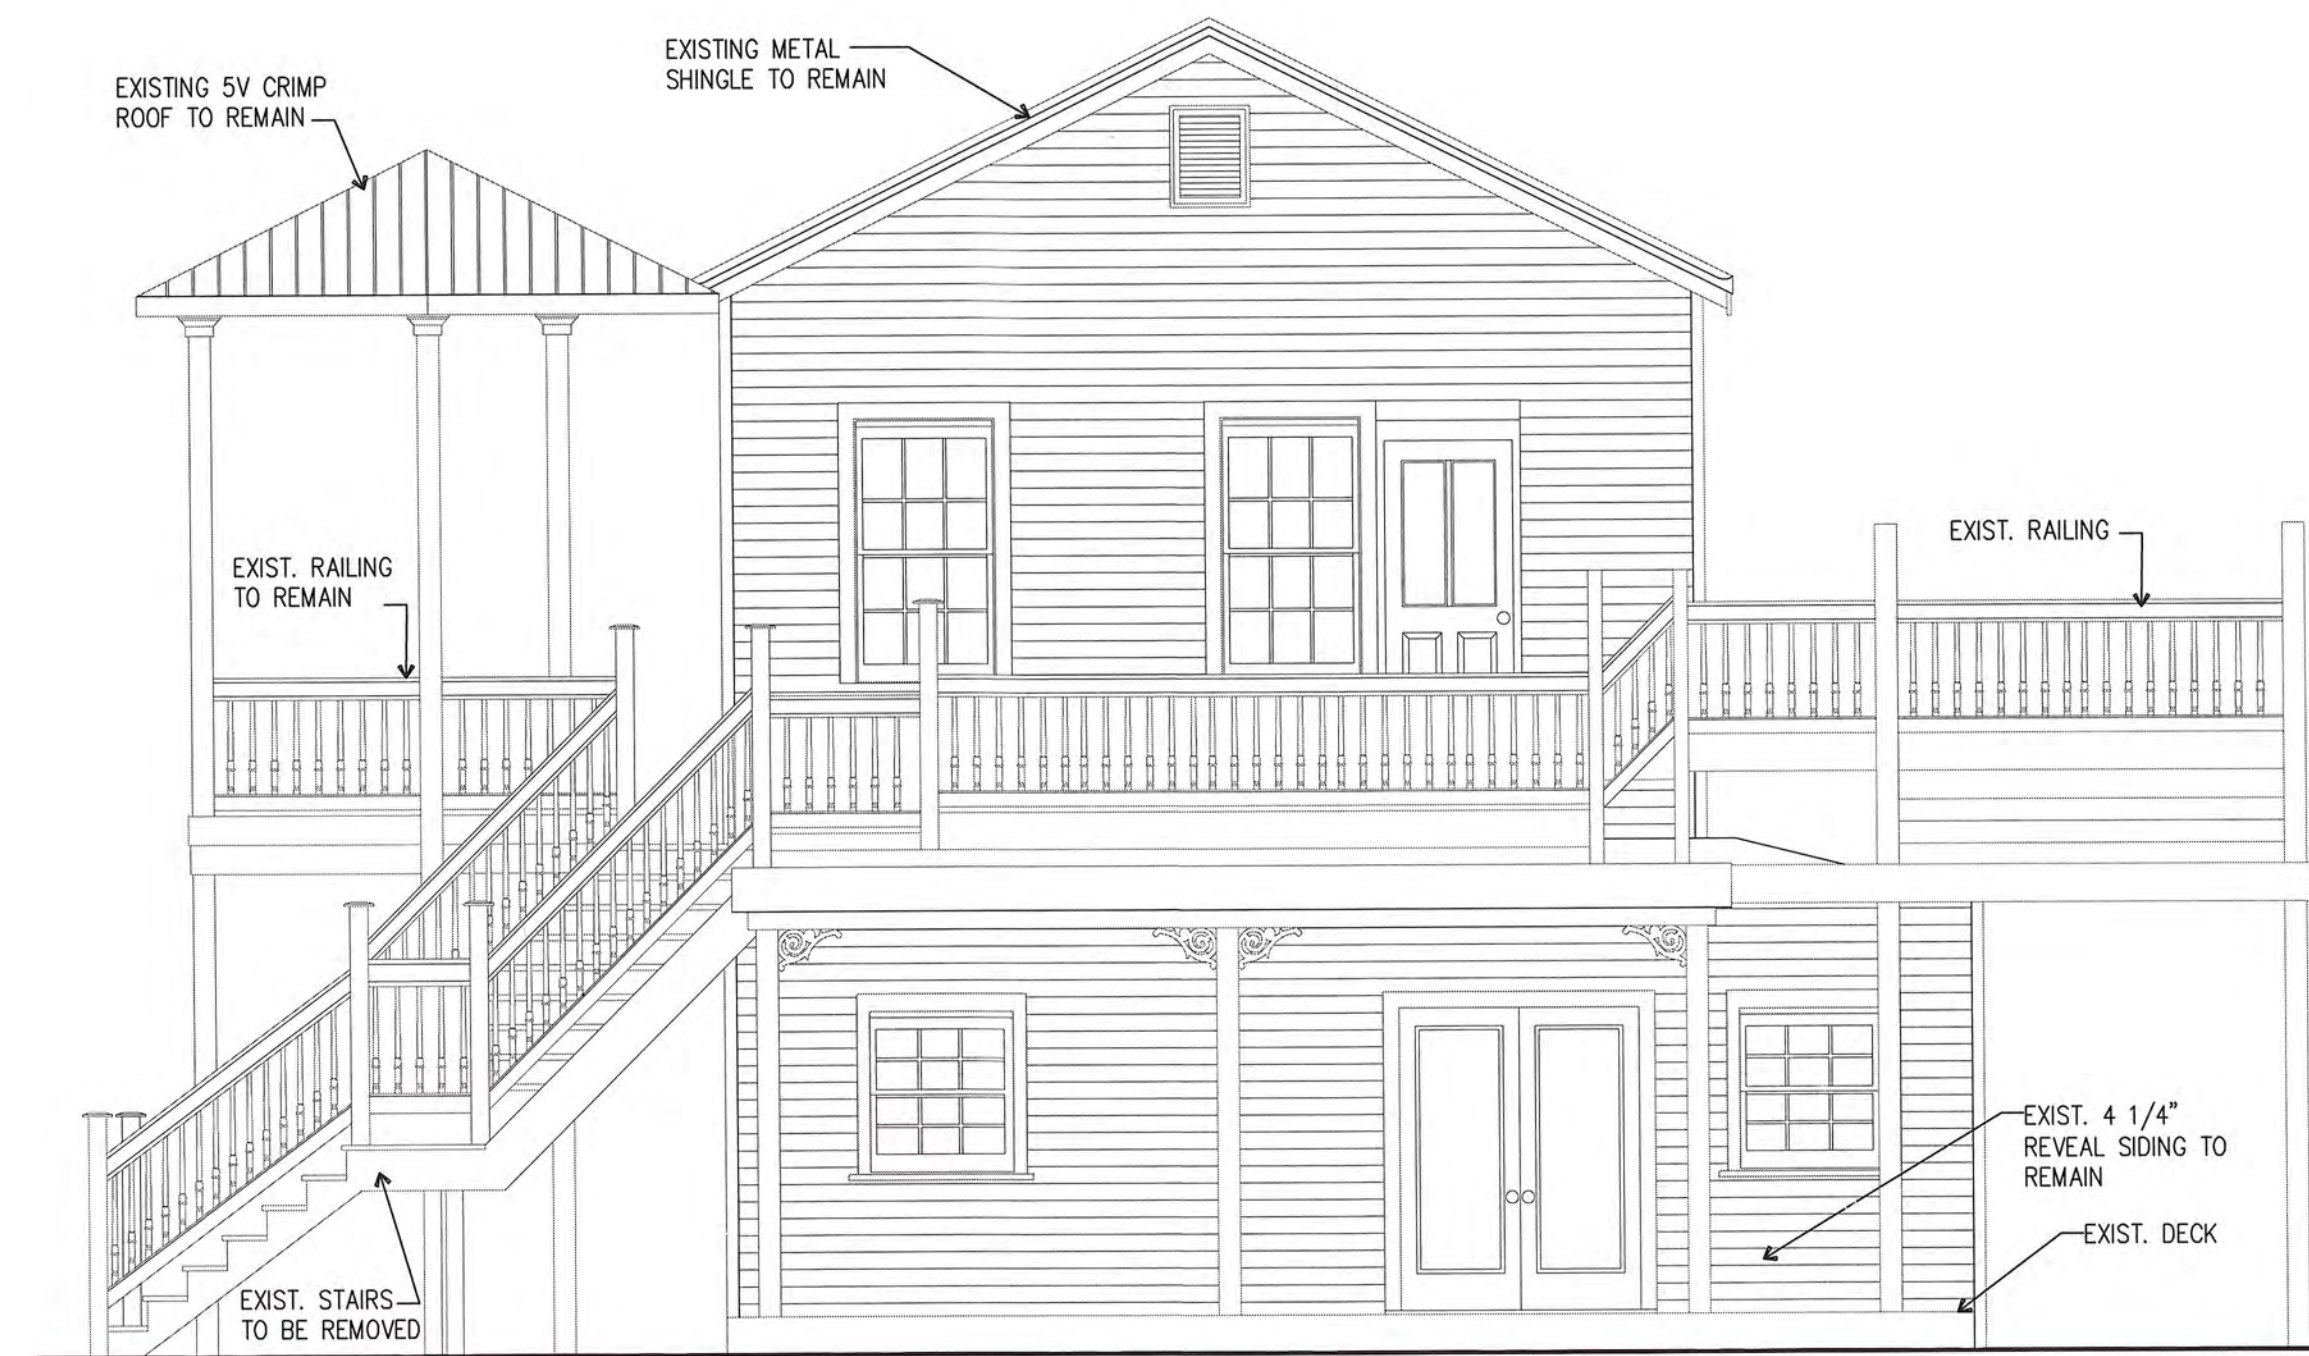 EXISTING 5V CRIMP
ROOF TO REMAIN
EXISTING METAL
SHINGLE TO REMAIN
EXIST. RAILING
TO REMAIN
EXIST. RAILING
EXIST. 4 1/4"
REVEAL SIDING TO
REMAIN
EXIST. DECK
EXIST. STAIRS
TO BE REMOVED